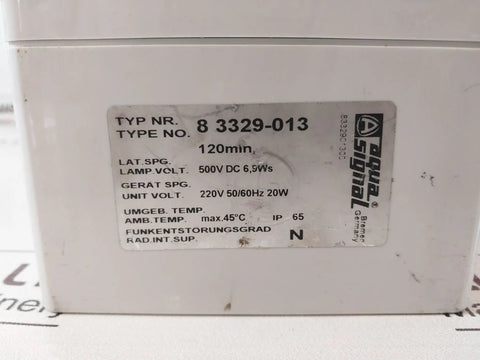 TYP NR.
TYPE NO. 8 3329-013
120min.
LAT.SPG.
LAMP.VOLT. 500V DC 6,9Ws
GERAT SPG.
UNIT VOLT. 220V 50/60Hz 20W
UMGEB. TEMP.
AMB.TEMP. max.45°C IP 65
FUNKENTSTORUNGSGRAD
RAD.INT.SUP. N
aqua
signal
®
Bremen
Germany